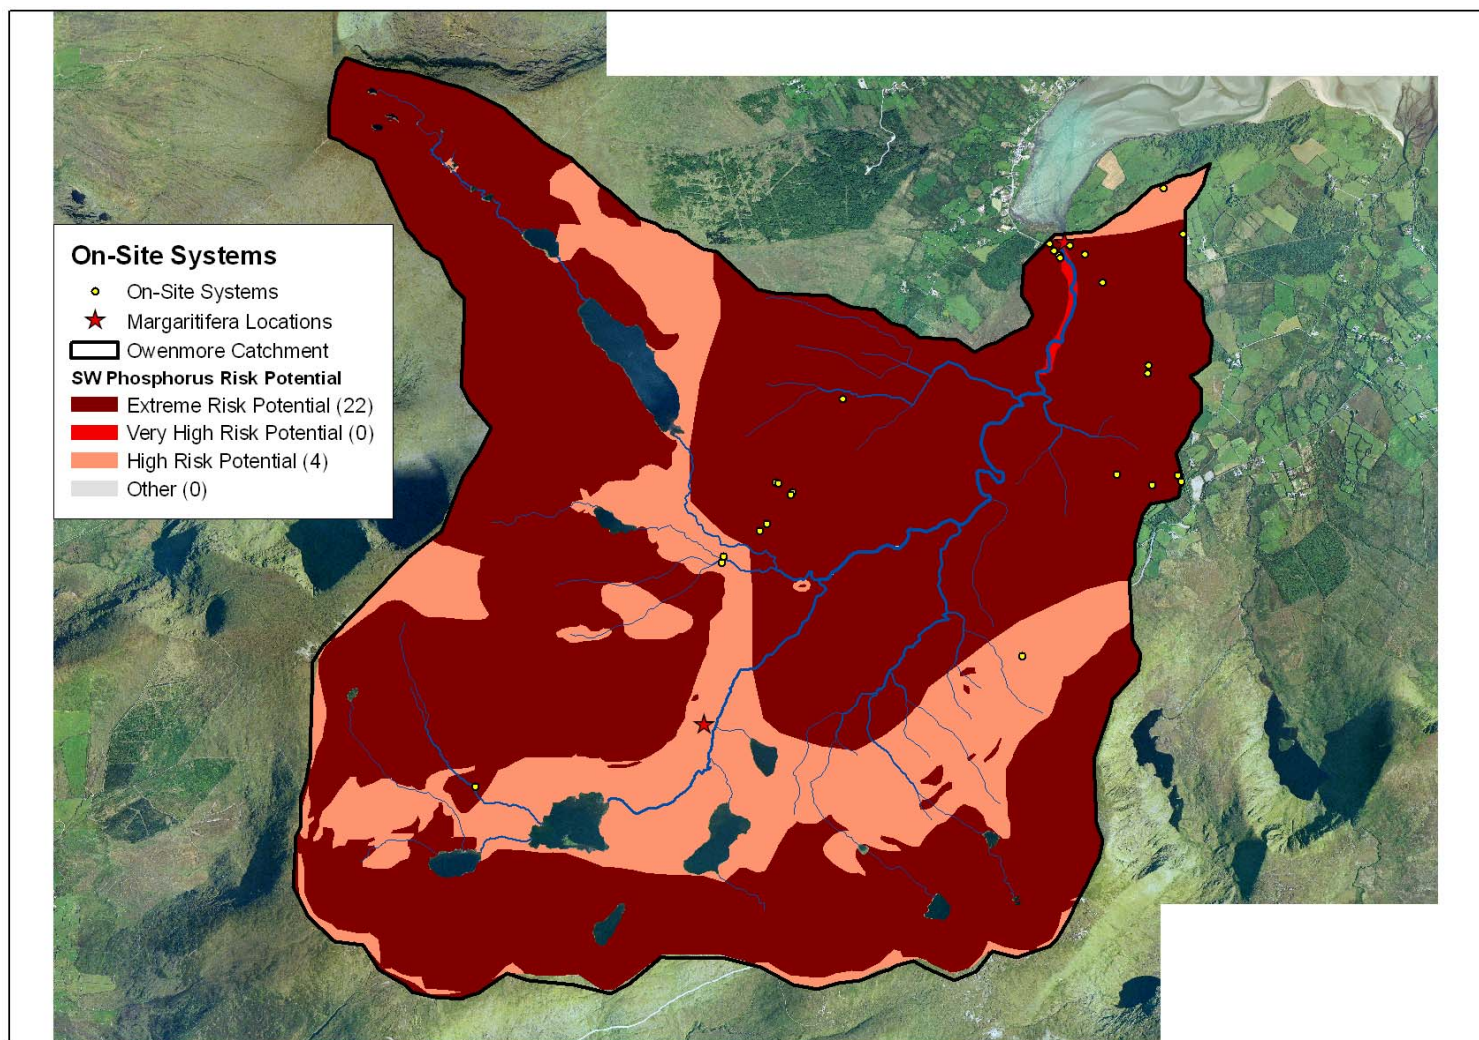 On-Site Systems
On-Site Systems
Margaritifera Locations
Owenmore Catchment
SW Phosphorus Risk Potential
Extreme Risk Potential (22)
Very High Risk Potential (0)
High Risk Potential (4)
Other (0)